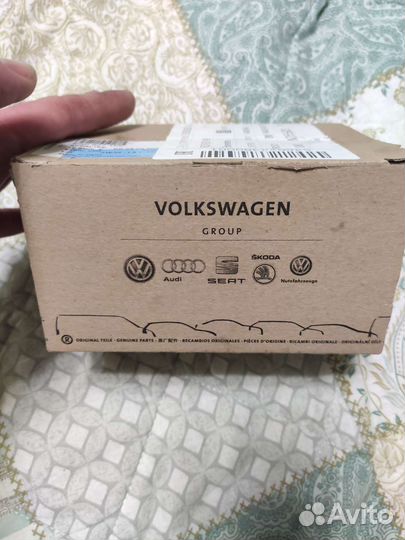 VOLKSWAGEN
GROUP
Audi
SEAT
ŠKODA
Nutzfahrzeuge
® ORIGINAL TEILE · GENUINE PARTS · 原厂配件 · RECAMBIOS ORIGINALES · PIÈCES D'ORIGINE · RICAMBI ORIGINALI · ORIGINÁLNÍ DÍLY
Avito